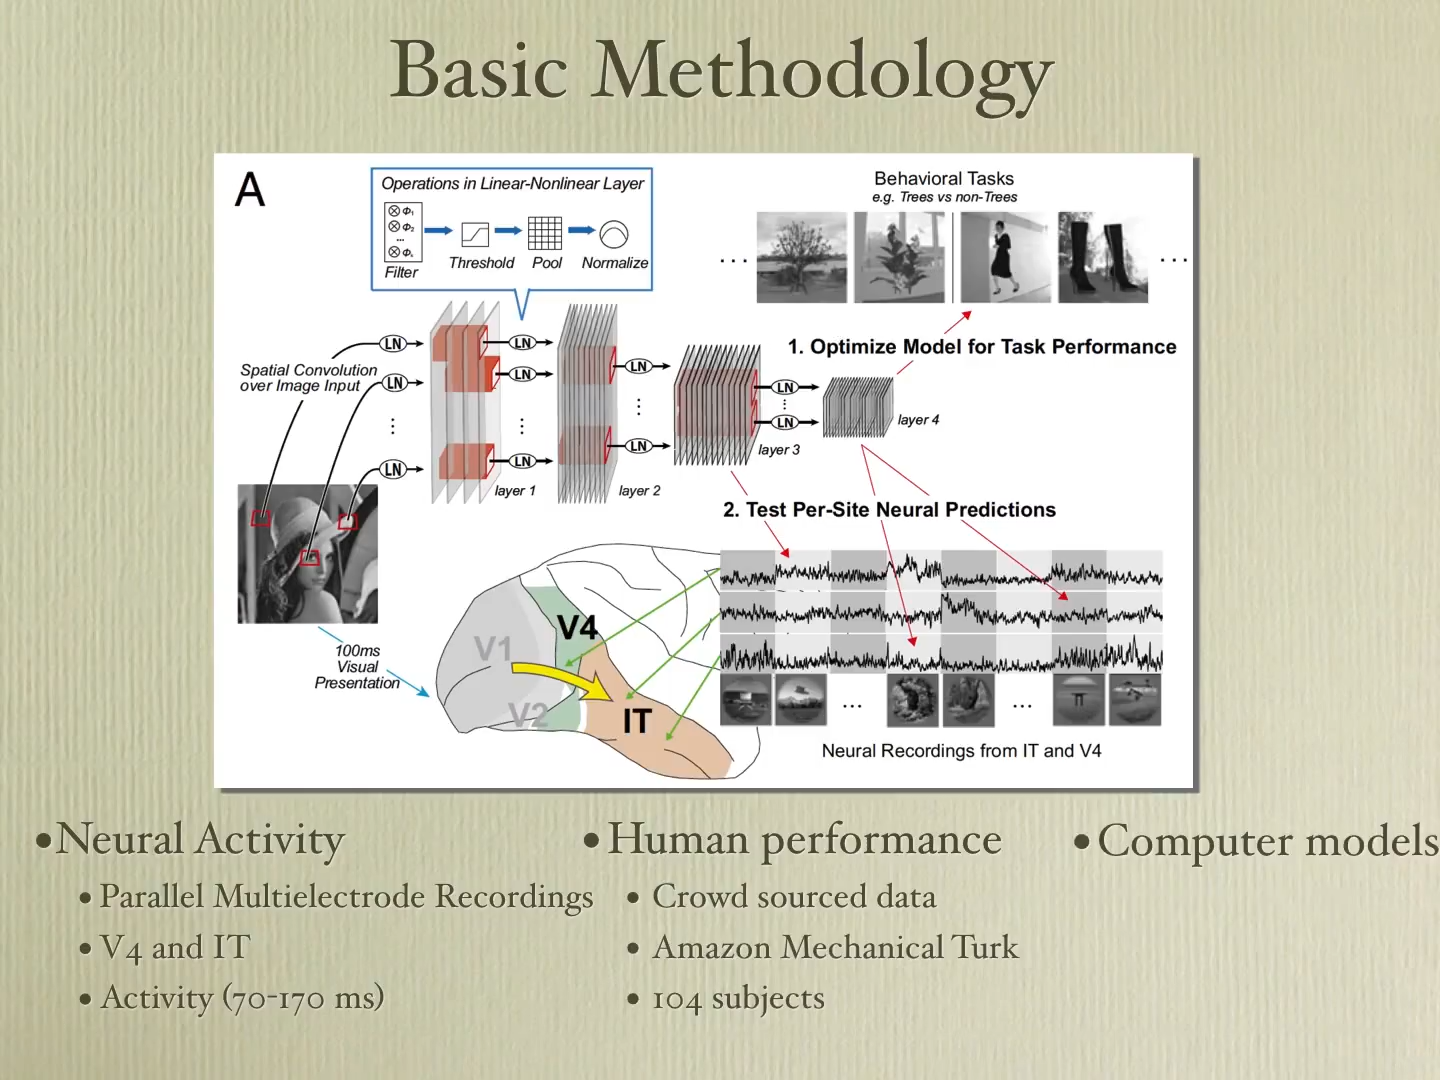 Basic Methodology
A
Operations in Linear-Nonlinear Layer
Φ1
Φ2
...
Φk
Filter
Threshold
Pool
Normalize
Behavioral Tasks
e.g. Trees vs non-Trees
... ...
1. Optimize Model for Task Performance
Spatial Convolution
over Image Input
LN
LN
LN
LN
LN
LN
LN
LN
LN
LN
layer 1
layer 2
layer 3
layer 4
2. Test Per-Site Neural Predictions
100ms
Visual
Presentation
V1
V2
V4
IT
... ...
Neural Recordings from IT and V4
•Neural Activity
• Parallel Multielectrode Recordings
• V4 and IT
• Activity (70-170 ms)
• Human performance
• Crowd sourced data
• Amazon Mechanical Turk
• 104 subjects
• Computer models